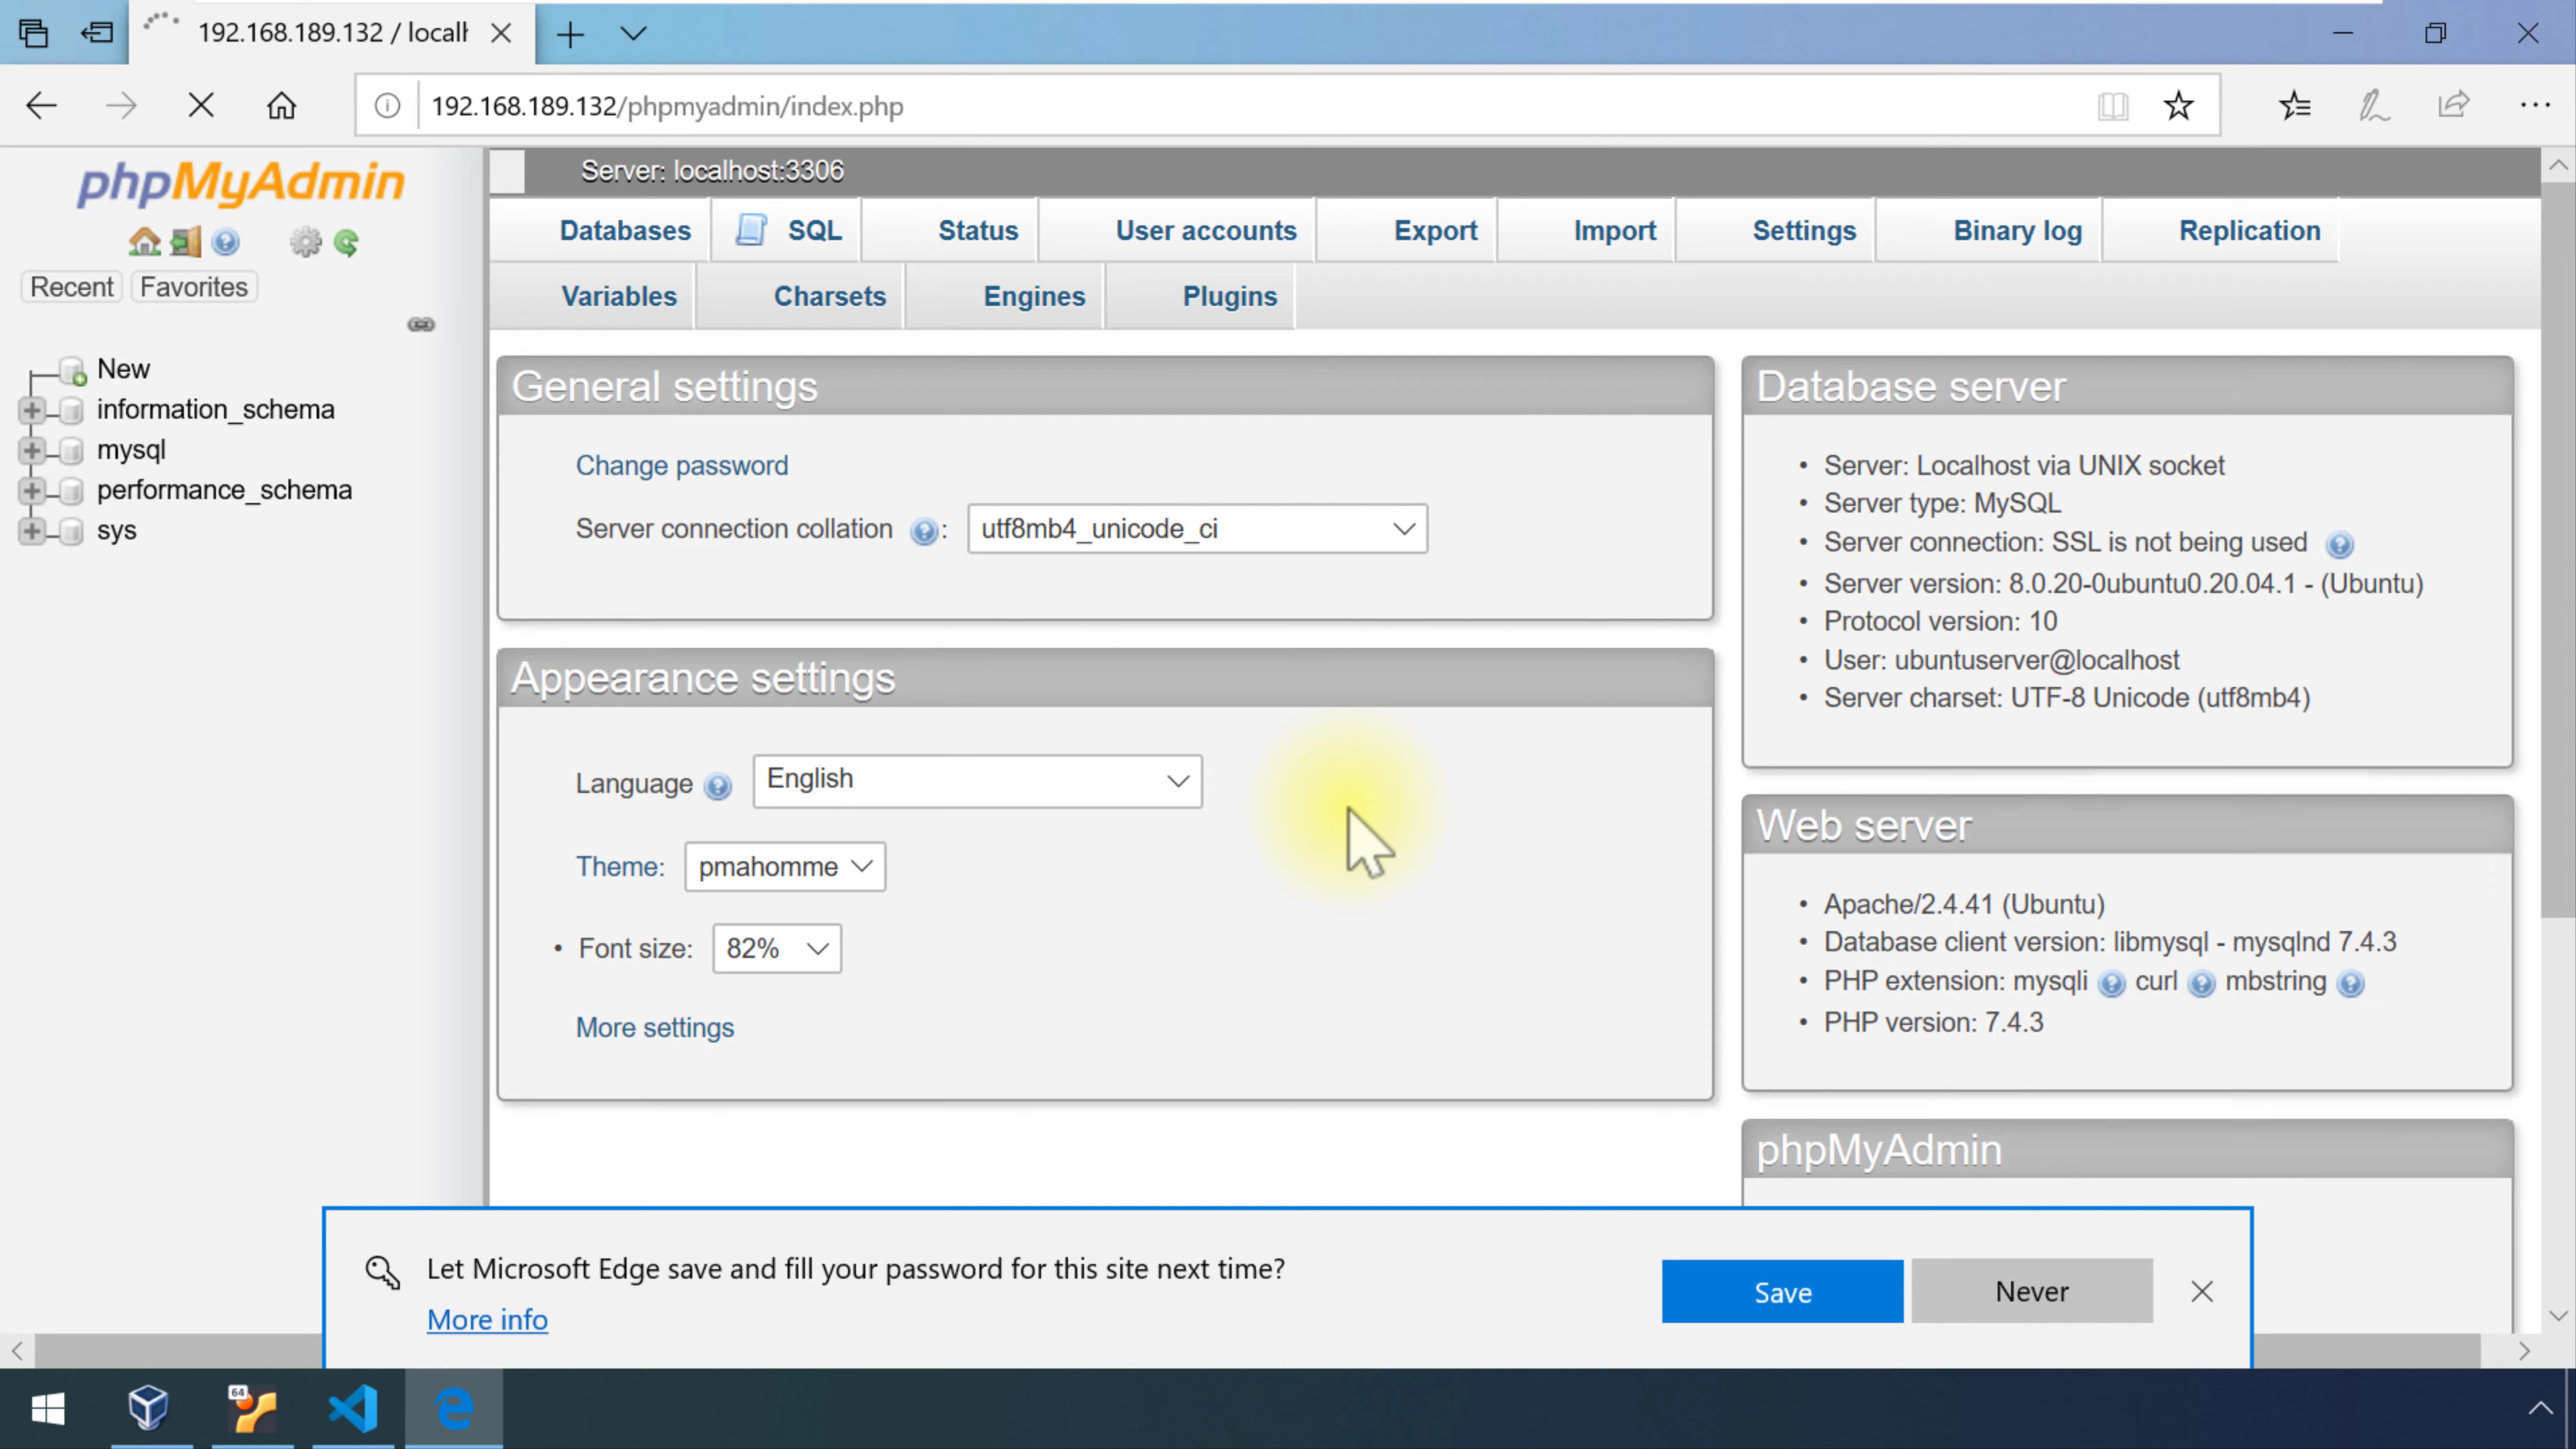 192.168.189.132 / localh
192.168.189.132/phpmyadmin/index.php
phpMyAdmin
Recent Favorites
New
information_schema
mysql
performance_schema
sys
Server: localhost:3306
Databases SQL Status User accounts Export Import Settings Binary log Replication
Variables Charsets Engines Plugins
General settings
Change password
Server connection collation : utf8mb4_unicode_ci
Appearance settings
Language English
Theme: pmahomme
• Font size: 82%
More settings
Database server
• Server: Localhost via UNIX socket
• Server type: MySQL
• Server connection: SSL is not being used
• Server version: 8.0.20-0ubuntu0.20.04.1 - (Ubuntu)
• Protocol version: 10
• User: ubuntuserver@localhost
• Server charset: UTF-8 Unicode (utf8mb4)
Web server
• Apache/2.4.41 (Ubuntu)
• Database client version: libmysql - mysqlnd 7.4.3
• PHP extension: mysqli curl mbstring
• PHP version: 7.4.3
phpMyAdmin
Let Microsoft Edge save and fill your password for this site next time?
More info
Save Never
64